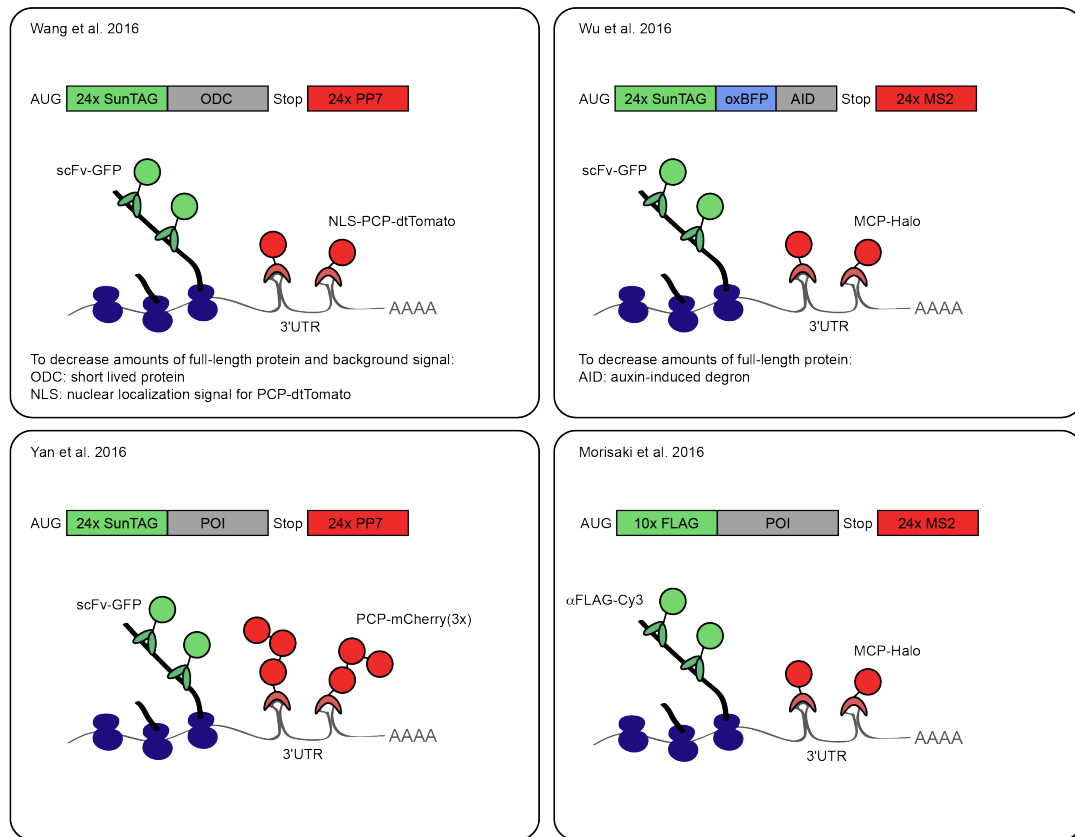 Wang et al. 2016
AUG 24x SunTAG ODC Stop 24x PP7
scFv-GFP
NLS-PCP-dtTomato
AAAA
3'UTR
To decrease amounts of full-length protein and background signal:
ODC: short lived protein
NLS: nuclear localization signal for PCP-dtTomato
Wu et al. 2016
AUG 24x SunTAG oxBFP AID Stop 24x MS2
scFv-GFP
MCP-Halo
AAAA
3'UTR
To decrease amounts of full-length protein:
AID: auxin-induced degron
Yan et al. 2016
AUG 24x SunTAG POI Stop 24x PP7
scFv-GFP
PCP-mCherry(3x)
AAAA
3'UTR
Morisaki et al. 2016
AUG 10x FLAG POI Stop 24x MS2
αFLAG-Cy3
MCP-Halo
AAAA
3'UTR